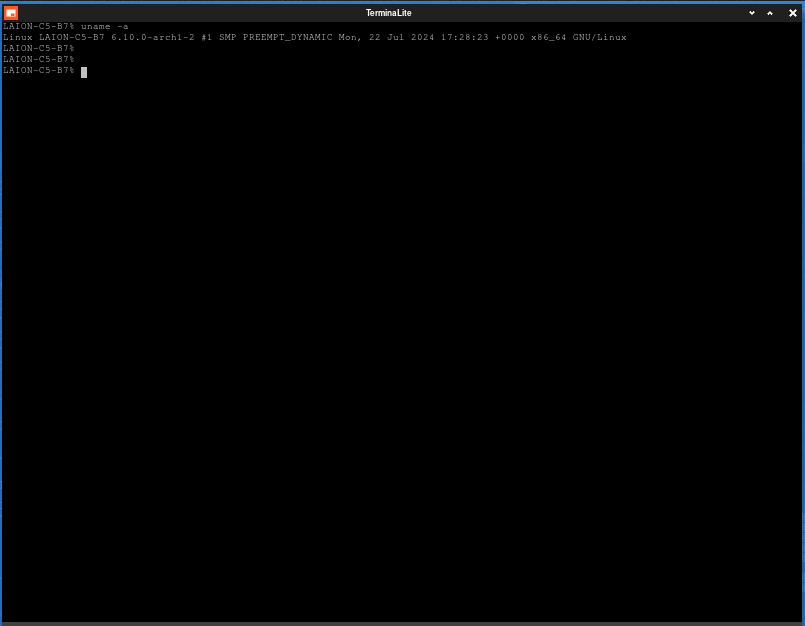 TerminaLite
LAION-C5-B7% uname -a
Linux LAION-C5-B7 6.10.0-arch1-2 #1 SMP PREEMPT_DYNAMIC Mon, 22 Jul 2024 17:28:23 +0000 x86_64 GNU/Linux
LAION-C5-B7%
LAION-C5-B7%
LAION-C5-B7%